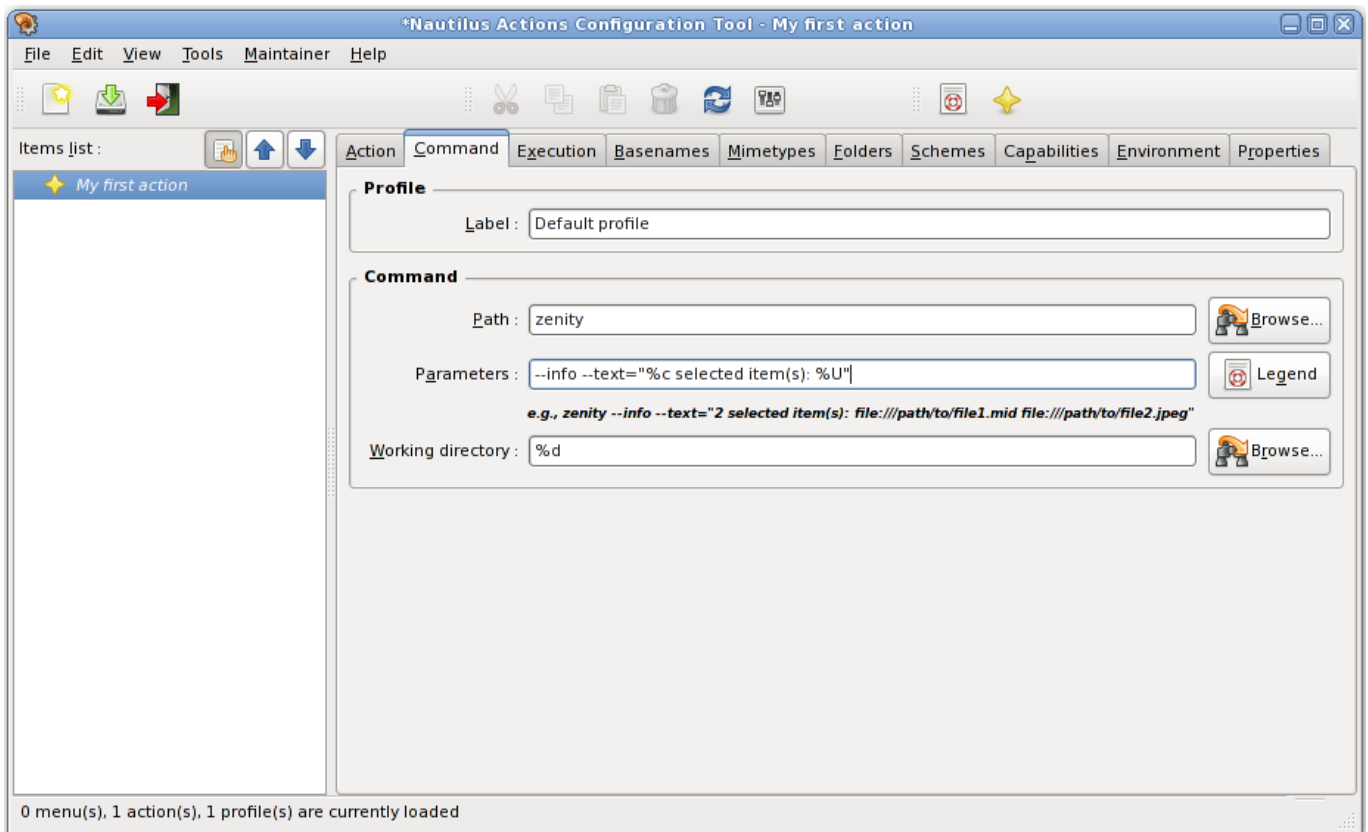 *Nautilus Actions Configuration Tool - My first action
File Edit View Tools Maintainer Help
Items list :
My first action
Action Command Execution Basenames Mimetypes Folders Schemes Capabilities Environment Properties
Profile
Label : Default profile
Command
Path : zenity Browse...
Parameters : --info --text="%c selected item(s): %U" Legend
e.g., zenity --info --text="2 selected item(s): file:///path/to/file1.mid file:///path/to/file2.jpeg"
Working directory : %d Browse...
0 menu(s), 1 action(s), 1 profile(s) are currently loaded